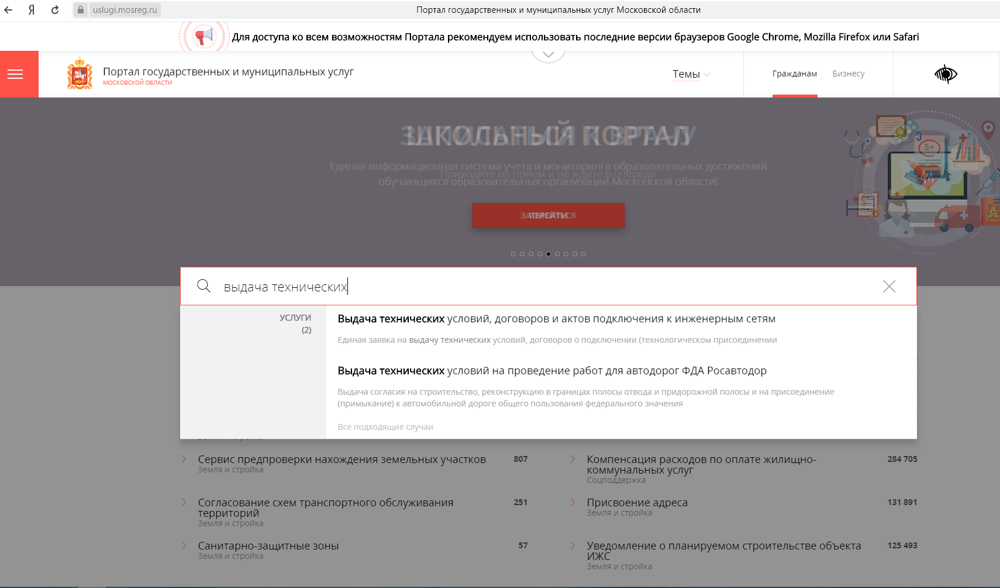 uslugi.mosreg.ru
Портал государственных и муниципальных услуг Московской области
Для доступа ко всем возможностям Портала рекомендуем использовать последние версии браузеров Google Chrome, Mozilla Firefox или Safari
Портал государственных и муниципальных услуг
МОСКОВСКОЙ ОБЛАСТИ
Темы
Гражданам
Бизнесу
ШКОЛЬНЫЙ ПОРТАЛ
ЗАПИСАТЬСЯ К ВРАЧУ
Единая информационная система учета и мониторинга образовательных достижений
Приходите на прием и не ждите в очереди
обучающихся образовательных организаций Московской области!
5+
ПЕРЕЙТИ
выдача технических
УСЛУГИ
(2)
Выдача технических условий, договоров и актов подключения к инженерным сетям
Единая заявка на выдачу технических условий, договоров о подключении (технологическом присоединении
Выдача технических условий на проведение работ для автодорог ФДА Росавтодор
Выдача согласия на строительство, реконструкцию в границах полосы отвода и придорожной полосы и на присоединение
(примыкание) к автомобильной дороге общего пользования федерального значения
Все подходящие случаи
Сервис предпроверки нахождения земельных участков
807
Земля и стройка
Согласование схем транспортного обслуживания
территорий
251
Земля и стройка
Санитарно-защитные зоны
57
Земля и стройка
Компенсация расходов по оплате жилищно-
коммунальных услуг
284 705
Соцподдержка
Присвоение адреса
131 891
Земля и стройка
Уведомление о планируемом строительстве объекта
ИЖС
125 493
Земля и стройка